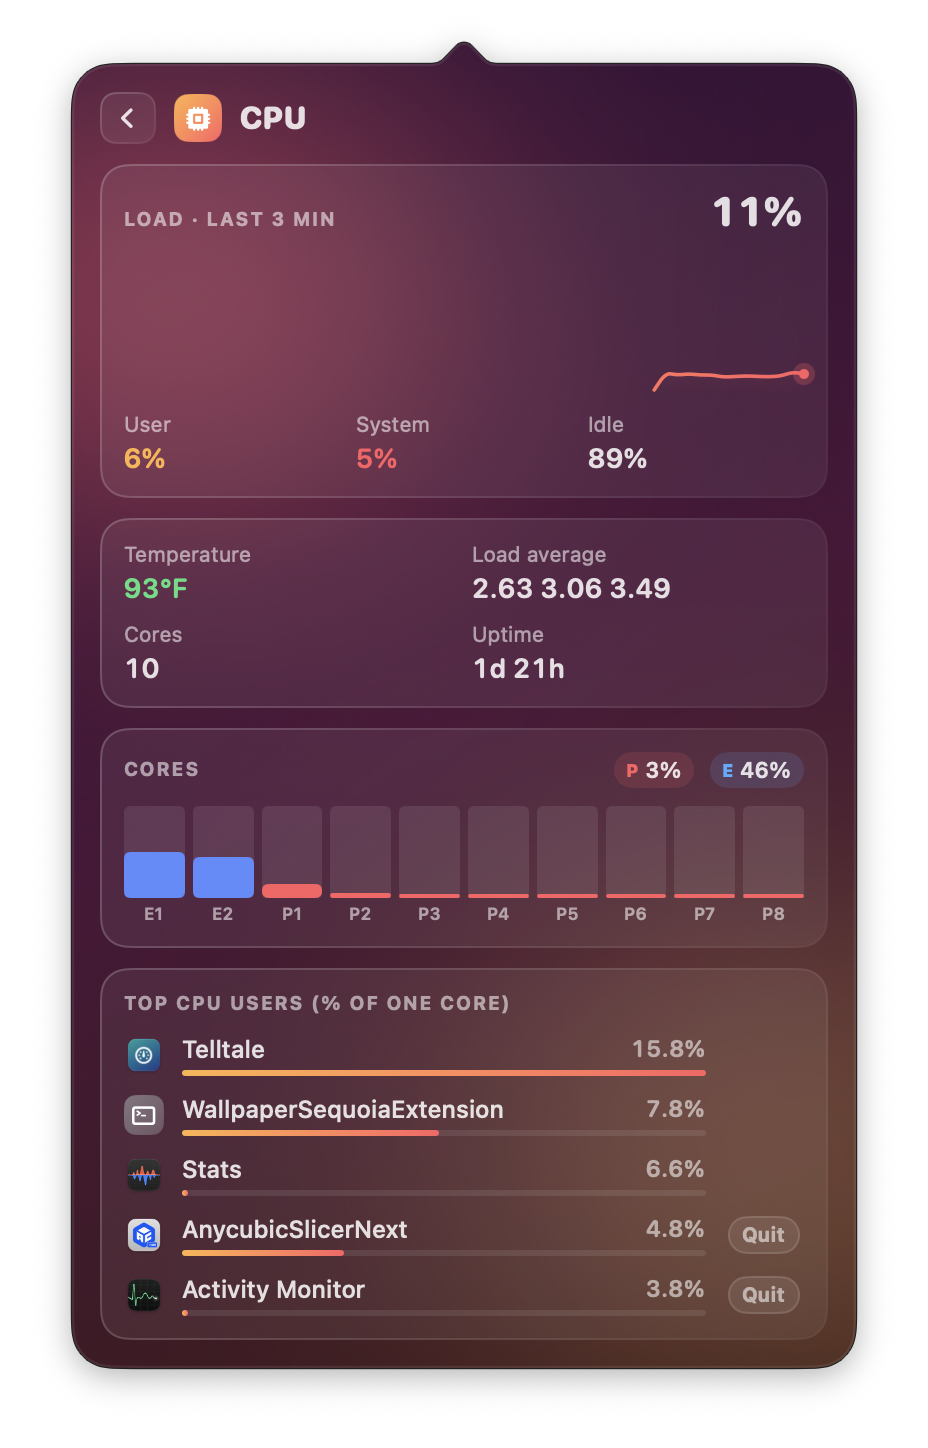 CPU
LOAD · LAST 3 MIN 11%
User System Idle
6% 5% 89%
Temperature Load average
93°F 2.63 3.06 3.49
Cores Uptime
10 1d 21h
CORES P 3% E 46%
E1 E2 P1 P2 P3 P4 P5 P6 P7 P8
TOP CPU USERS (% OF ONE CORE)
Telltale 15.8%
WallpaperSequoiaExtension 7.8%
Stats 6.6%
AnycubicSlicerNext 4.8% Quit
Activity Monitor 3.8% Quit